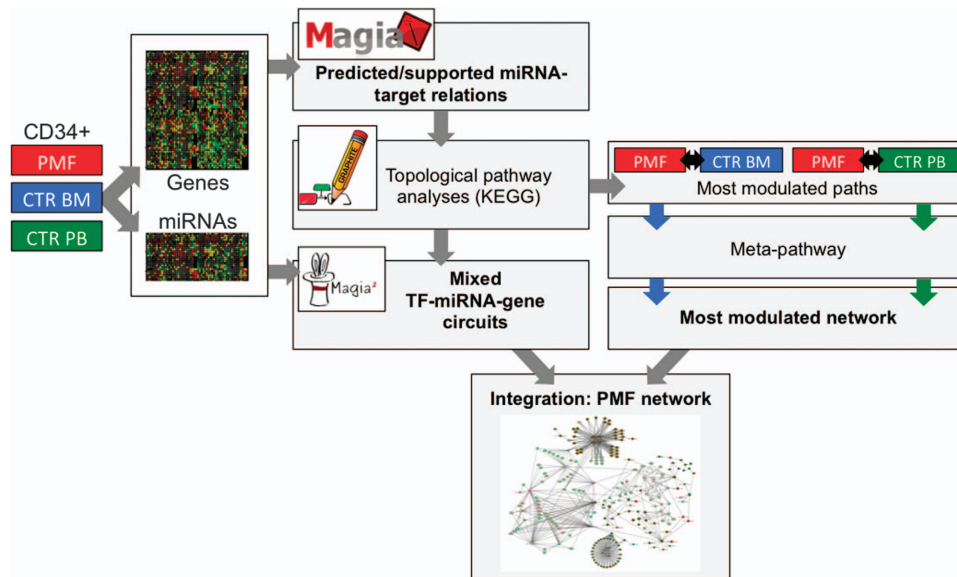 Magia
Predicted/supported miRNA-
target relations
CD34+
PMF
CTR BM
CTR PB
Genes
miRNAs
GRAPHITE
Topological pathway
analyses (KEGG)
PMF CTR BM PMF CTR PB
Most modulated paths
Meta-pathway
Magia²
Mixed
TF-miRNA-gene
circuits
Most modulated network
Integration: PMF network